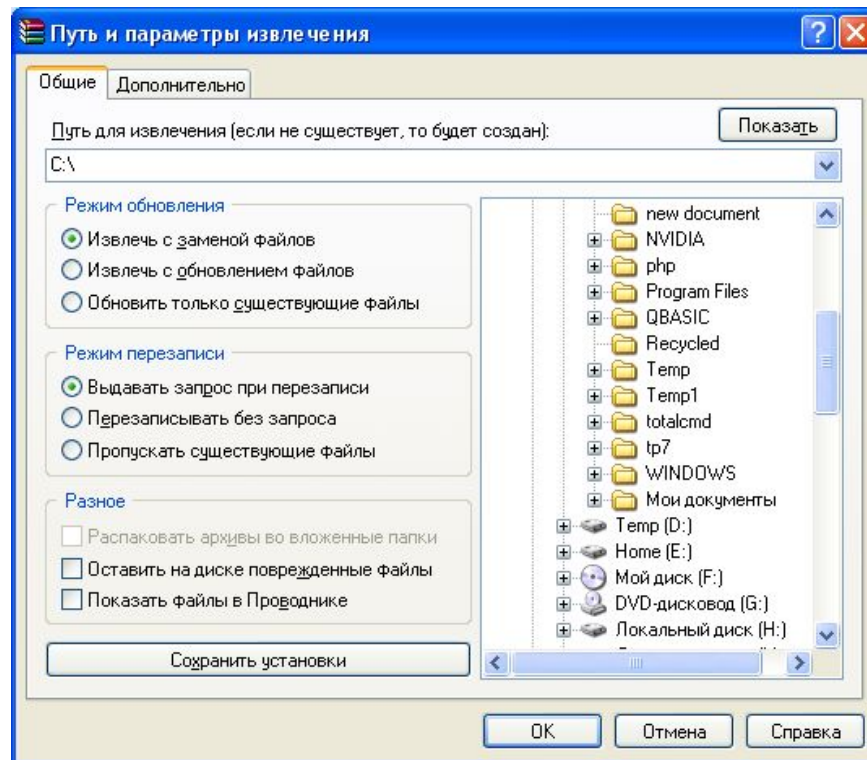 Путь и параметры извлечения
Общие
Дополнительно
Путь для извлечения (если не существует, то будет создан):
Показать
C:\
Режим обновления
Извлечь с заменой файлов
Извлечь с обновлением файлов
Обновить только существующие файлы
Режим перезаписи
Выдавать запрос при перезаписи
Перезаписывать без запроса
Пропускать существующие файлы
Разное
Распаковать архивы во вложенные папки
Оставить на диске поврежденные файлы
Показать файлы в Проводнике
Сохранить установки
new document
NVIDIA
php
Program Files
QBASIC
Recycled
Temp
Temp1
totalcmd
tp7
WINDOWS
Мои документы
Temp (D:)
Home (E:)
Мой диск (F:)
DVD-дисковод (G:)
Локальный диск (H:)
OK
Отмена
Справка